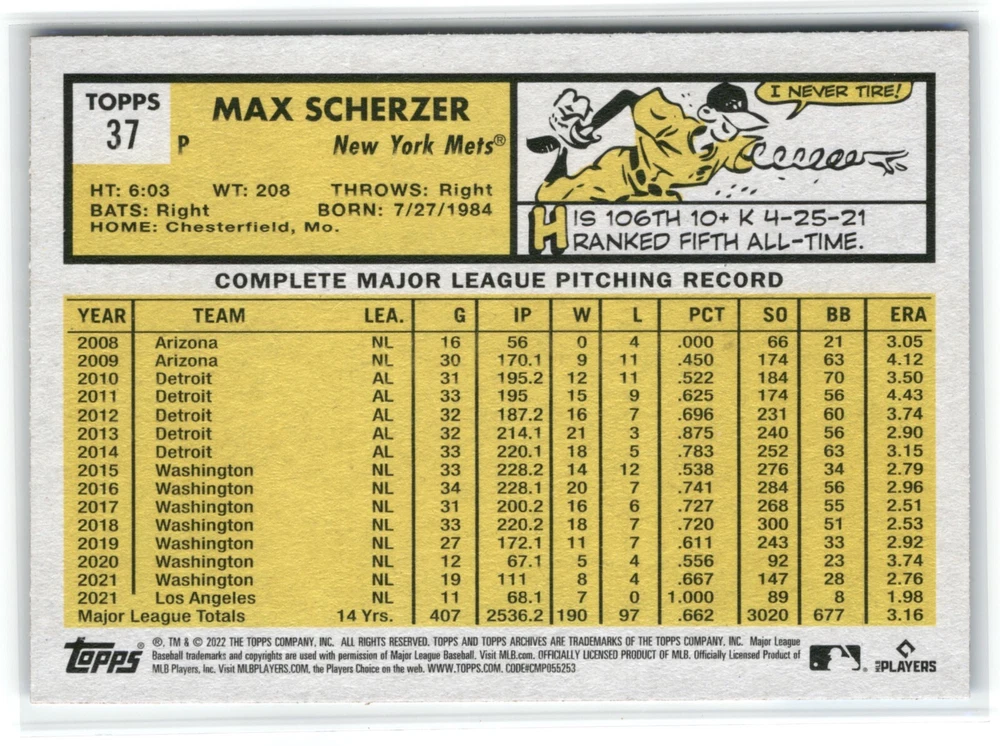 TOPPS
37
P
MAX SCHERZER
New York Mets®
HT: 6:03 WT: 208 THROWS: Right
BATS: Right BORN: 7/27/1984
HOME: Chesterfield, Mo.
I NEVER TIRE!
HIS 106TH 10+ K 4-25-21
RANKED FIFTH ALL-TIME.
COMPLETE MAJOR LEAGUE PITCHING RECORD
YEAR TEAM LEA. G IP W L PCT SO BB ERA
2008 Arizona NL 16 56 0 4 .000 66 21 3.05
2009 Arizona NL 30 170.1 9 11 .450 174 63 4.12
2010 Detroit AL 31 195.2 12 11 .522 184 70 3.50
2011 Detroit AL 33 195 15 9 .625 174 56 4.43
2012 Detroit AL 32 187.2 16 7 .696 231 60 3.74
2013 Detroit AL 32 214.1 21 3 .875 240 56 2.90
2014 Detroit AL 33 220.1 18 5 .783 252 63 3.15
2015 Washington NL 33 228.2 14 12 .538 276 34 2.79
2016 Washington NL 34 228.1 20 7 .741 284 56 2.96
2017 Washington NL 31 200.2 16 6 .727 268 55 2.51
2018 Washington NL 33 220.2 18 7 .720 300 51 2.53
2019 Washington NL 27 172.1 11 7 .611 243 33 2.92
2020 Washington NL 12 67.1 5 4 .556 92 23 3.74
2021 Washington NL 19 111 8 4 .667 147 28 2.76
2021 Los Angeles NL 11 68.1 7 0 1.000 89 8 1.98
Major League Totals 14 Yrs. 407 2536.2 190 97 .662 3020 677 3.16
Topps®
®, TM & © 2022 THE TOPPS COMPANY, INC. ALL RIGHTS RESERVED. TOPPS AND TOPPS ARCHIVES ARE TRADEMARKS OF THE TOPPS COMPANY, INC. Major League
Baseball trademarks and copyrights are used with permission of Major League Baseball. Visit MLB.com. OFFICIALLY LICENSED PRODUCT OF MLB. Officially Licensed Product of
MLB Players, Inc. Visit MLBPLAYERS.COM, the Players Choice on the web. WWW.TOPPS.COM. CODE#CMP055253
MLB PLAYERS